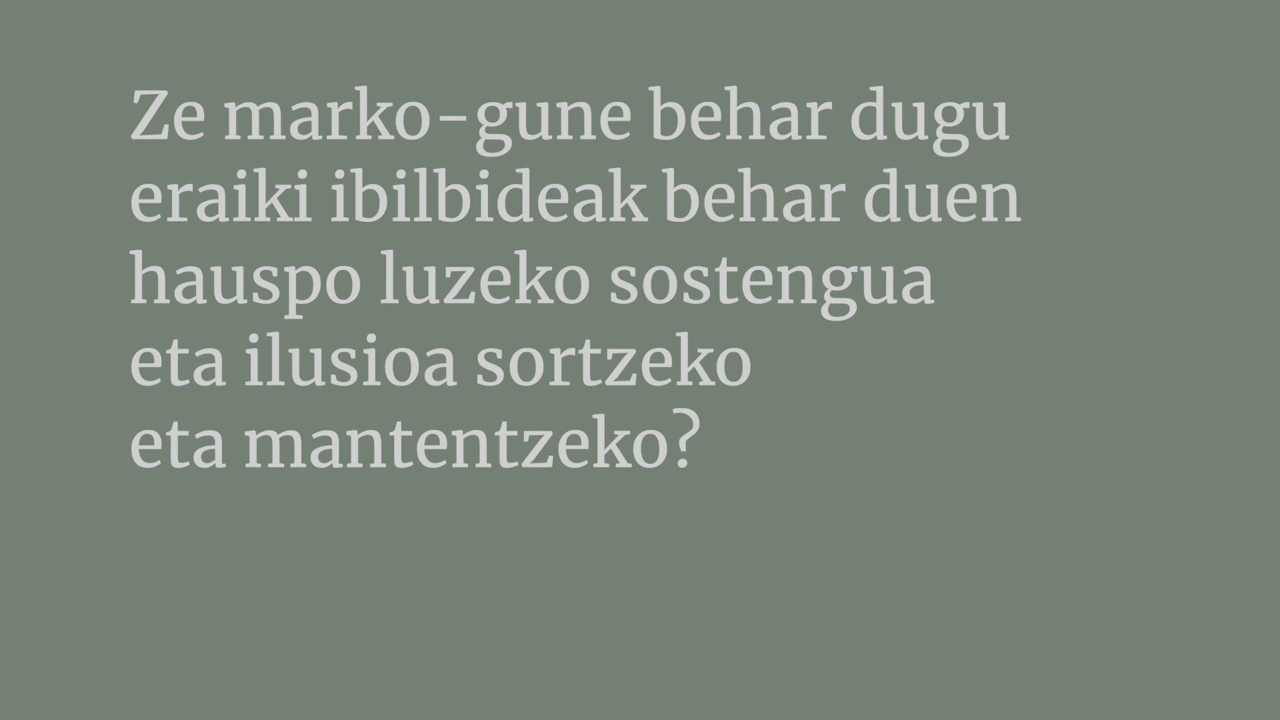 Ze marko-gune behar dugu
eraiki ibilbideak behar duen
hauspo luzeko sostengua
eta ilusioa sortzeko
eta mantentzeko?